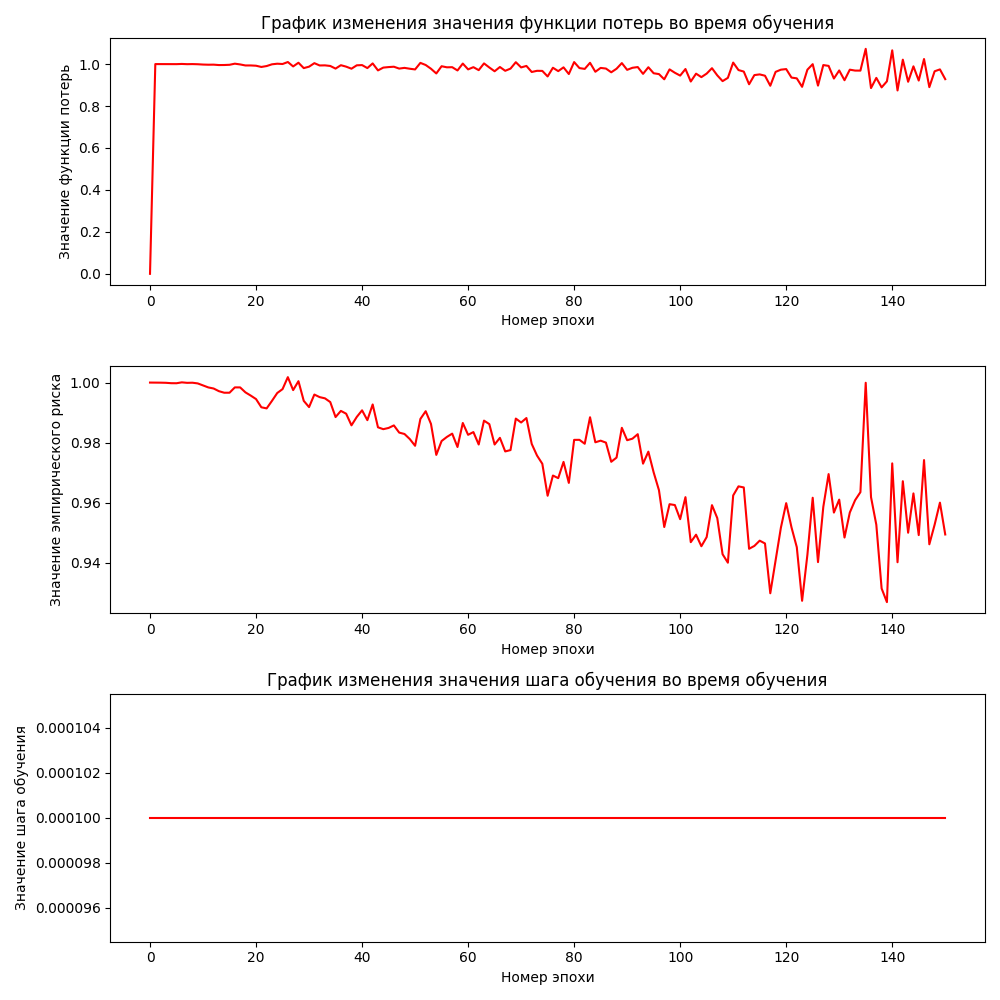 График изменения значения функции потерь во время обучения
Значение функции потерь
1.0
0.8
0.6
0.4
0.2
0.0
0 20 40 60 80 100 120 140
Номер эпохи
Значение эмпирического риска
1.00
0.98
0.96
0.94
0 20 40 60 80 100 120 140
Номер эпохи
График изменения значения шага обучения во время обучения
Значение шага обучения
0.000104
0.000102
0.000100
0.000098
0.000096
0 20 40 60 80 100 120 140
Номер эпохи